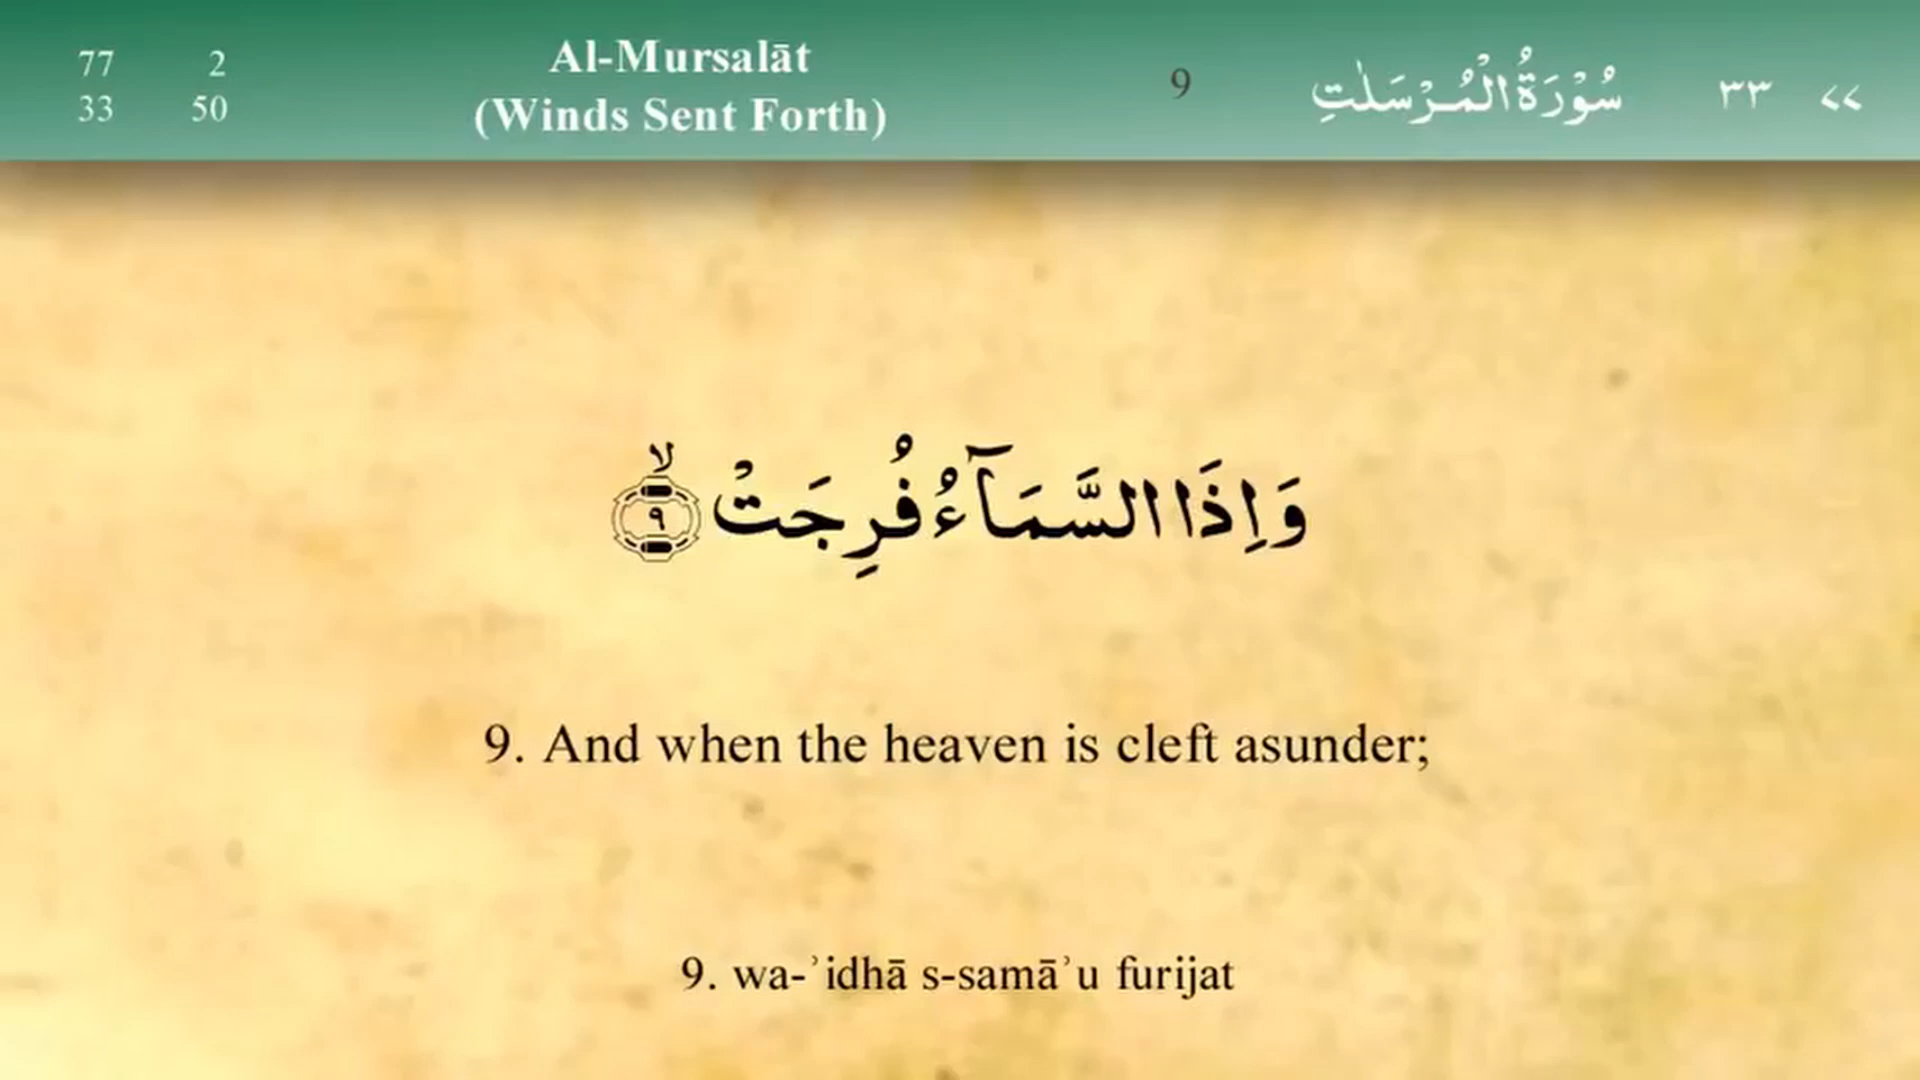 77 2
33 50
Al-Mursalāt
(Winds Sent Forth)
9
سُوْرَةُ الْمُرْسَلٰتِ
٣٣ <<
وَاِذَا السَّمَآءُ فُرِجَتْ ۙ ٩
9. And when the heaven is cleft asunder;
9. wa-ʾidhā s-samāʾu furijat